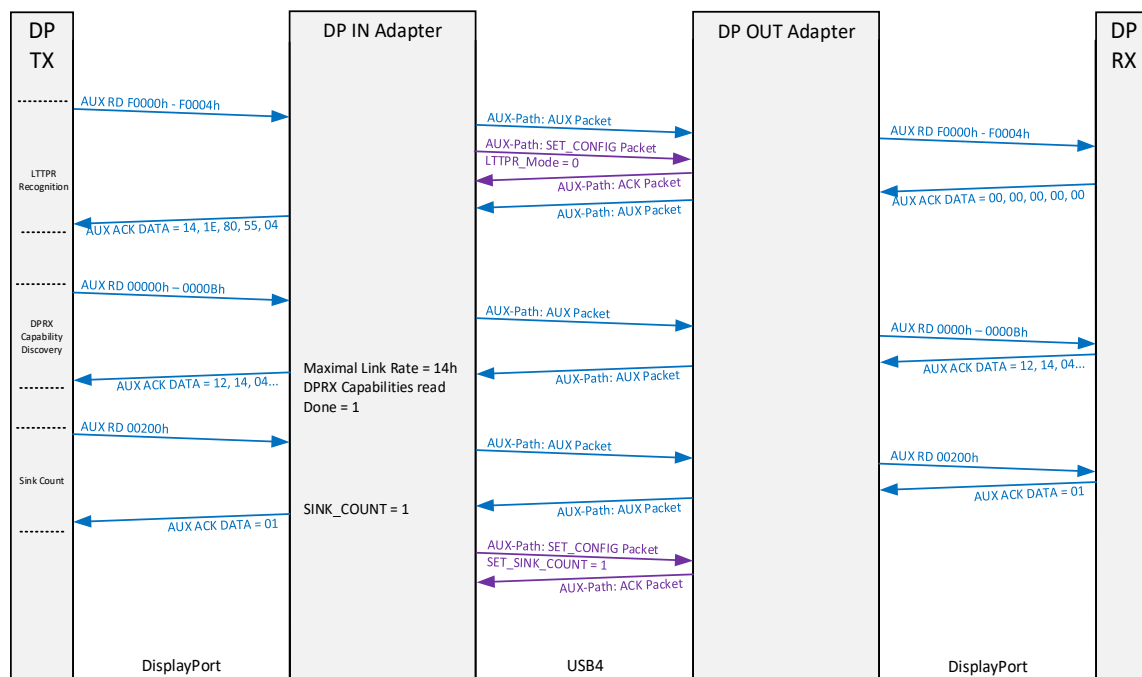 DP
TX
DP IN Adapter
DP OUT Adapter
DP
RX
AUX RD F0000h - F0004h
AUX-Path: AUX Packet
AUX RD F0000h - F0004h
AUX-Path: SET_CONFIG Packet
LTTPR_Mode = 0
LTTPR
Recognition
AUX-Path: ACK Packet
AUX ACK DATA = 00, 00, 00, 00, 00
AUX-Path: AUX Packet
AUX ACK DATA = 14, 1E, 80, 55, 04
AUX RD 00000h – 0000Bh
AUX-Path: AUX Packet
AUX RD 0000h – 0000Bh
DPRX
Capability
Discovery
Maximal Link Rate = 14h
DPRX Capabilities read
Done = 1
AUX-Path: AUX Packet
AUX ACK DATA = 12, 14, 04...
AUX ACK DATA = 12, 14, 04...
AUX RD 00200h
AUX-Path: AUX Packet
AUX RD 00200h
Sink Count
AUX ACK DATA = 01
SINK_COUNT = 1
AUX-Path: AUX Packet
AUX ACK DATA = 01
AUX-Path: SET_CONFIG Packet
SET_SINK_COUNT = 1
AUX-Path: ACK Packet
DisplayPort
USB4
DisplayPort